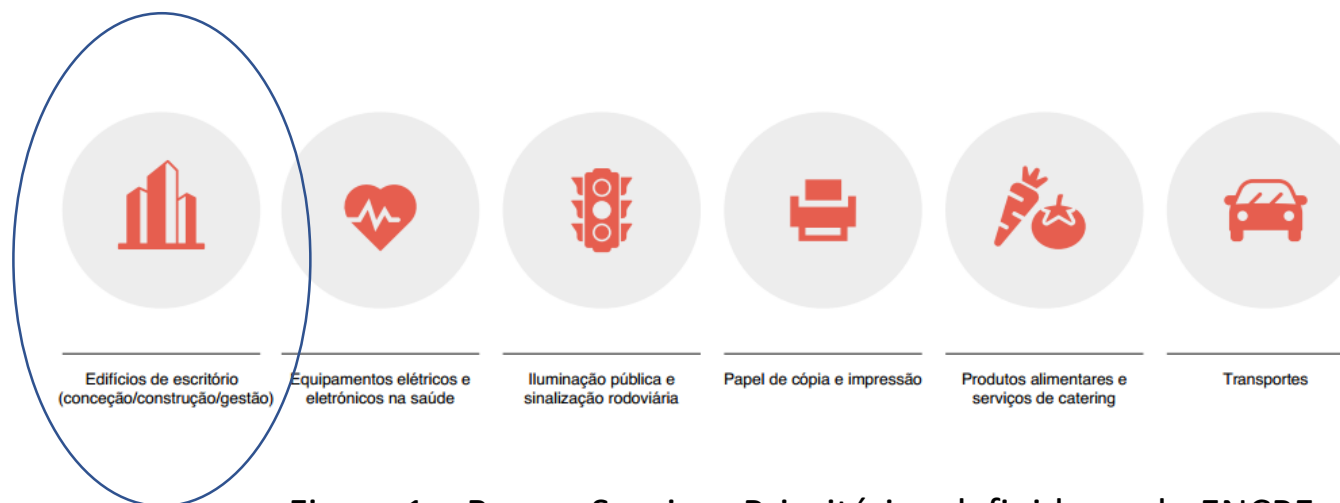 Edifícios de escritório
(conceção/construção/gestão)
Equipamentos elétricos e
eletrónicos na saúde
Iluminação pública e
sinalização rodoviária
Papel de cópia e impressão
Produtos alimentares e
serviços de catering
Transportes